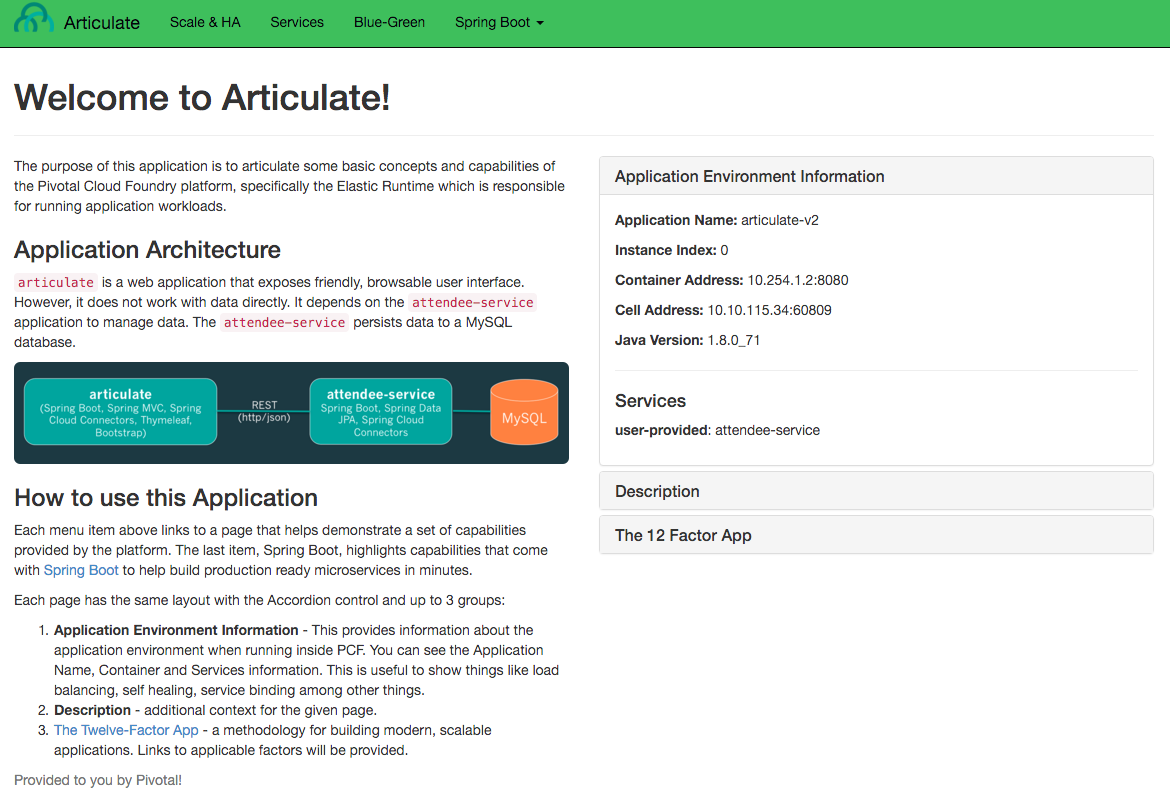 Articulate
Scale & HA
Services
Blue-Green
Spring Boot
Welcome to Articulate!
The purpose of this application is to articulate some basic concepts and capabilities of
the Pivotal Cloud Foundry platform, specifically the Elastic Runtime which is responsible
for running application workloads.
Application Architecture
articulate is a web application that exposes friendly, browsable user interface.
However, it does not work with data directly. It depends on the attendee-service
application to manage data. The attendee-service persists data to a MySQL
database.
articulate
(Spring Boot, Spring MVC, Spring
Cloud Connectors, Thymeleaf,
Bootstrap)
REST
(http/json)
attendee-service
Spring Boot, Spring Data
JPA, Spring Cloud
Connectors
MySQL
How to use this Application
Each menu item above links to a page that helps demonstrate a set of capabilities
provided by the platform. The last item, Spring Boot, highlights capabilities that come
with Spring Boot to help build production ready microservices in minutes.
Each page has the same layout with the Accordion control and up to 3 groups:
1. Application Environment Information - This provides information about the
application environment when running inside PCF. You can see the Application
Name, Container and Services information. This is useful to show things like load
balancing, self healing, service binding among other things.
2. Description - additional context for the given page.
3. The Twelve-Factor App - a methodology for building modern, scalable
applications. Links to applicable factors will be provided.
Provided to you by Pivotal!
Application Environment Information
Application Name: articulate-v2
Instance Index: 0
Container Address: 10.254.1.2:8080
Cell Address: 10.10.115.34:60809
Java Version: 1.8.0_71
Services
user-provided: attendee-service
Description
The 12 Factor App